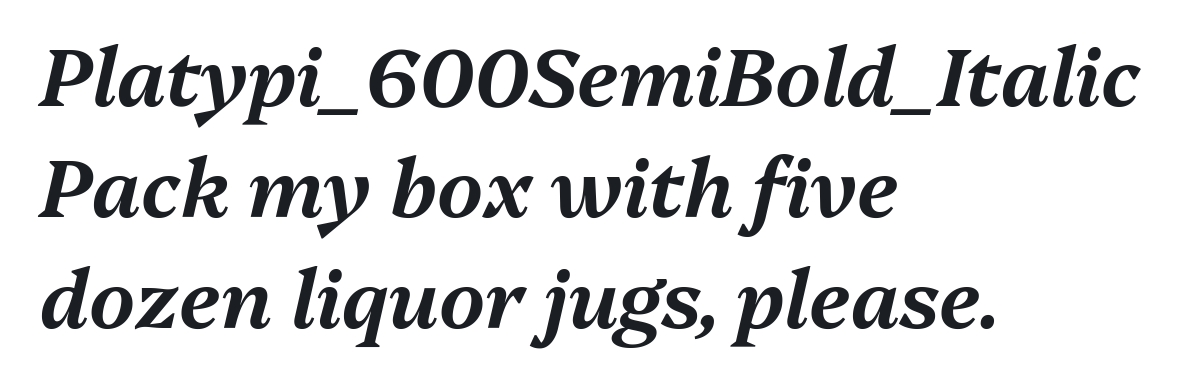 Platypi_600SemiBold_Italic
Pack my box with five
dozen liquor jugs, please.